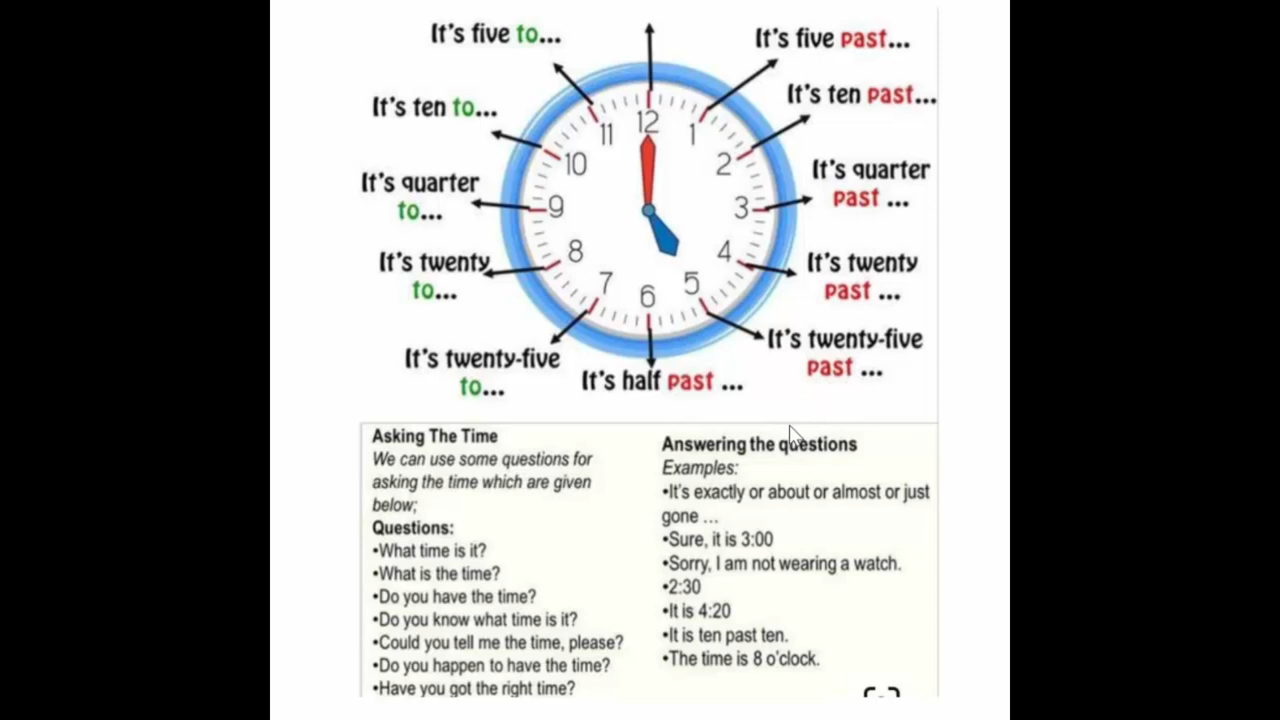 It's five to...
It's five past...
It's ten to...
It's ten past...
It's quarter
to...
It's quarter
past ...
It's twenty
to...
It's twenty
past ...
It's twenty-five
to...
It's half past ...
It's twenty-five
past ...
12
1
2
3
4
5
6
7
8
9
10
11
Asking The Time
We can use some questions for
asking the time which are given
below;
Questions:
•What time is it?
•What is the time?
•Do you have the time?
•Do you know what time is it?
•Could you tell me the time, please?
•Do you happen to have the time?
•Have you got the right time?
Answering the questions
Examples:
•It's exactly or about or almost or just
gone ...
•Sure, it is 3:00
•Sorry, I am not wearing a watch.
•2:30
•It is 4:20
•It is ten past ten.
•The time is 8 o'clock.